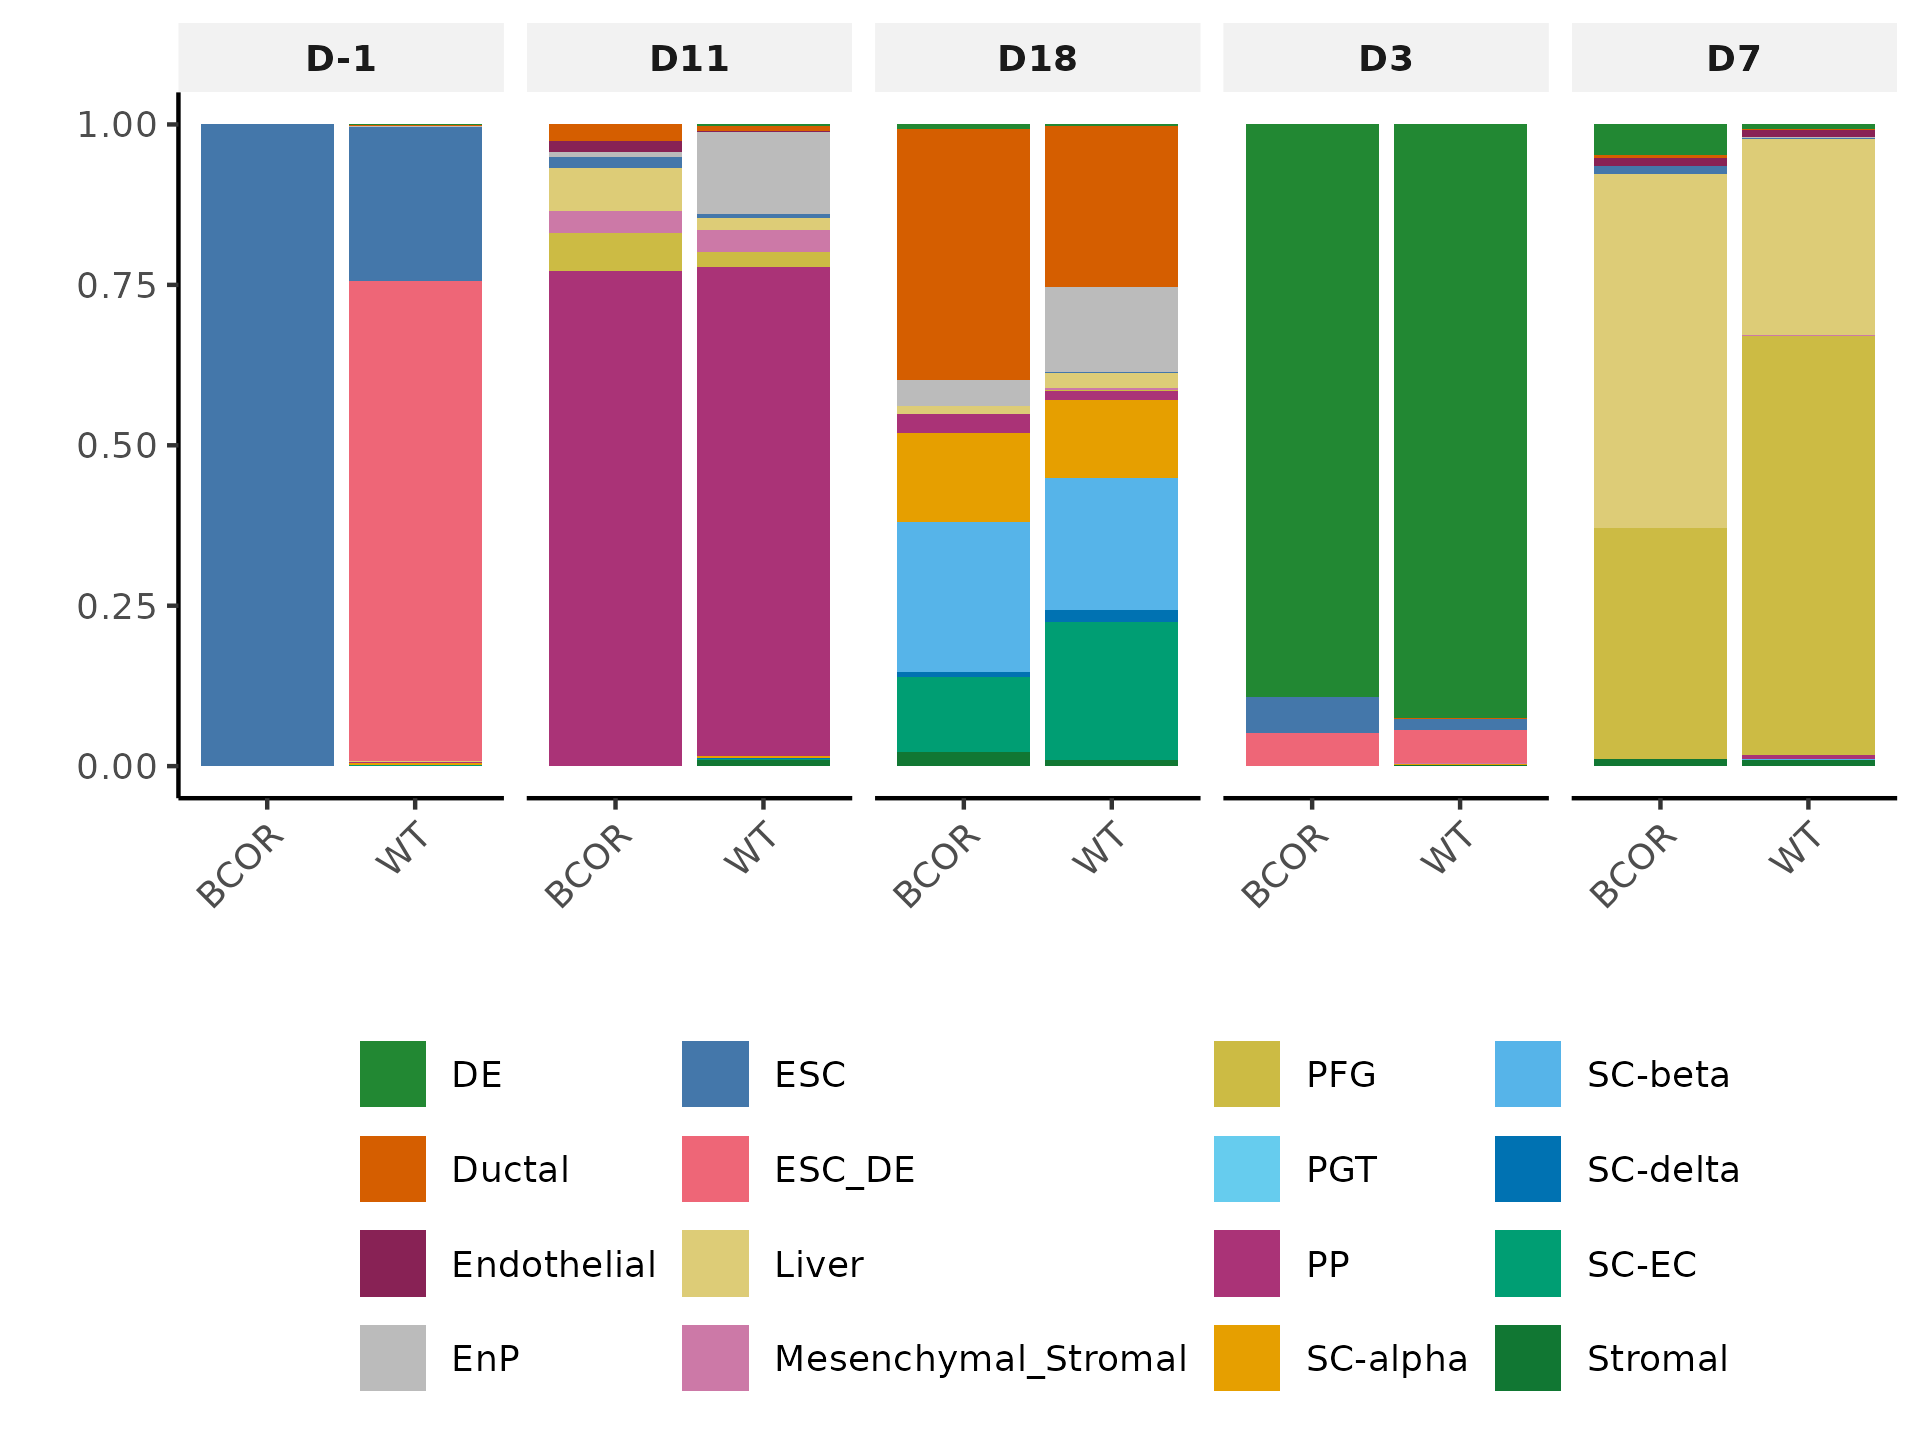 D-1 D11 D18 D3 D7
1.00
0.75
0.50
0.25
0.00
BCOR WT BCOR WT BCOR WT BCOR WT BCOR WT
DE ESC PFG SC-beta
Ductal ESC_DE PGT SC-delta
Endothelial Liver PP SC-EC
EnP Mesenchymal_Stromal SC-alpha Stromal